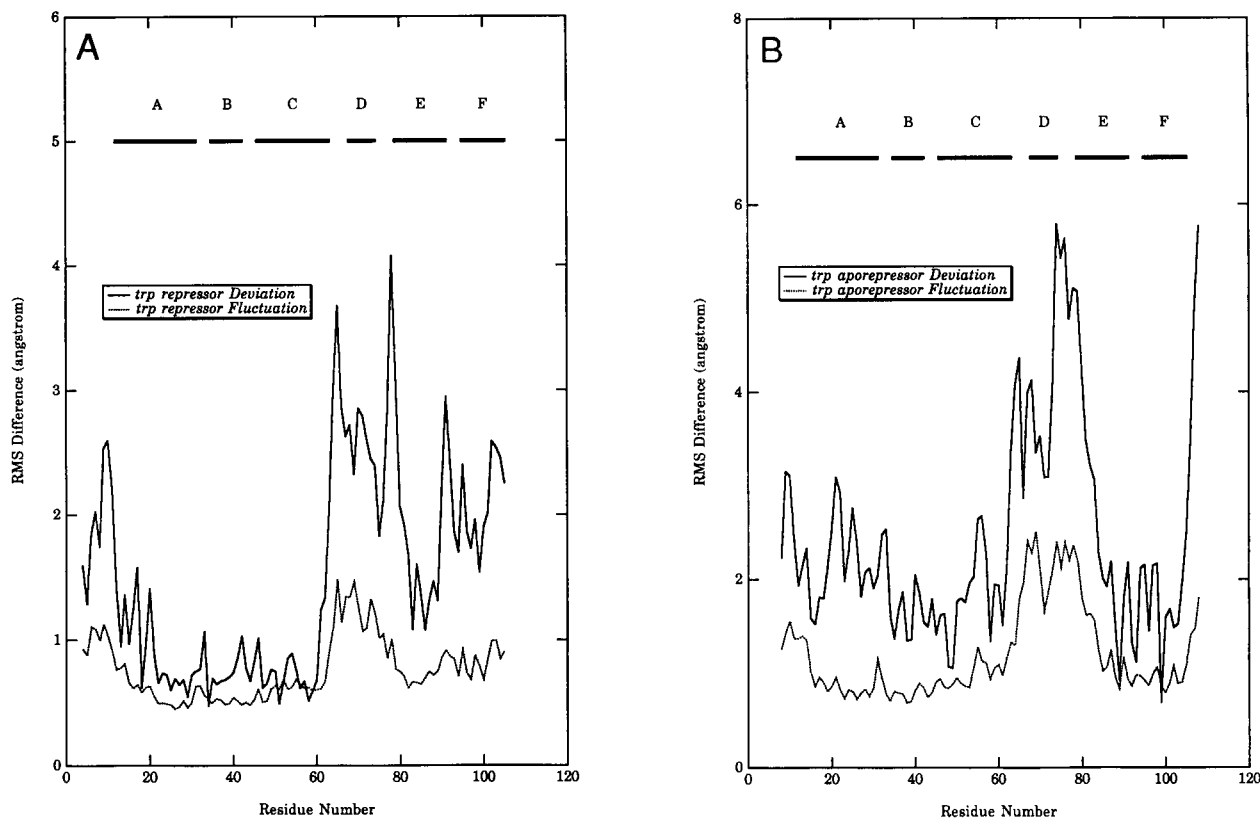 A
6
5
4
3
2
1
0
A B C D E F
trp repressor Deviation
trp repressor Fluctuation
RMS Difference (angstrom)
0 20 40 60 80 100 120
Residue Number
B
8
6
4
2
0
A B C D E F
trp aporepressor Deviation
trp aporepressor Fluctuation
RMS Difference (angstrom)
0 20 40 60 80 100 120
Residue Number